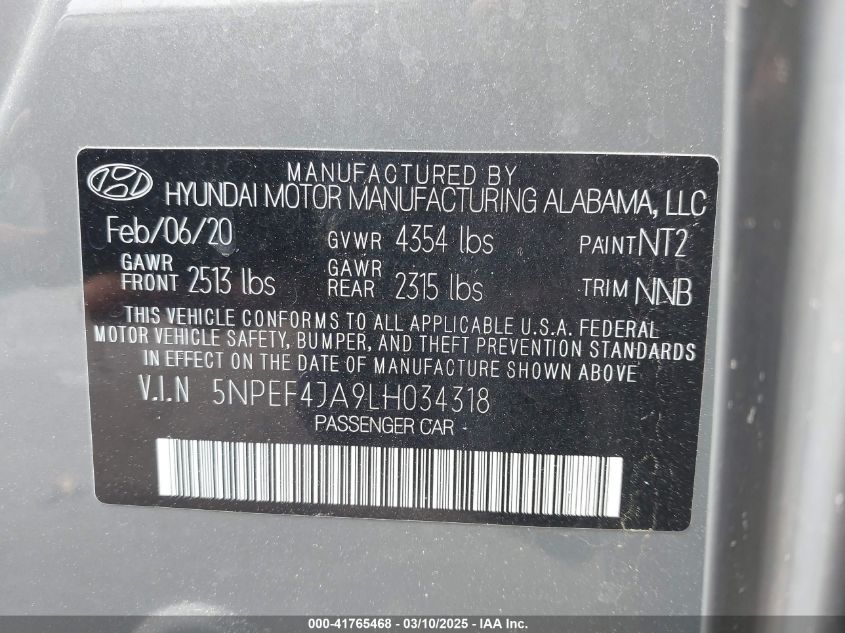 MANUFACTURED BY
HYUNDAI MOTOR MANUFACTURING ALABAMA, LLC
Feb/06/20 GVWR 4354 lbs PAINT NT2
GAWR FRONT 2513 lbs GAWR REAR 2315 lbs TRIM NNB
THIS VEHICLE CONFORMS TO ALL APPLICABLE U.S.A. FEDERAL
MOTOR VEHICLE SAFETY, BUMPER, AND THEFT PREVENTION STANDARDS
IN EFFECT ON THE DATE OF MANUFACTURE SHOWN ABOVE
V.I.N 5NPEF4JA9LH034318
PASSENGER CAR
000-41765468 - 03/10/2025 - IAA Inc.